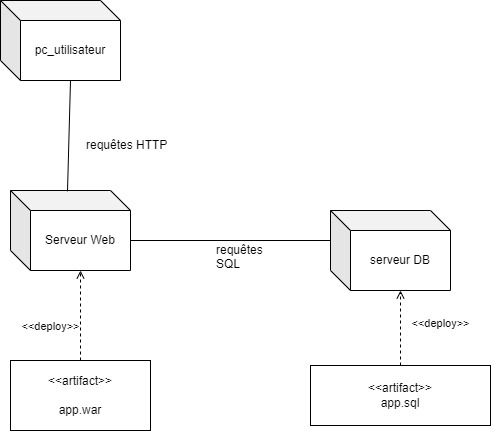 pc_utilisateur
requêtes HTTP
Serveur Web
requêtes
SQL
serveur DB
<<deploy>>
<<deploy>>
<<artifact>>
app.war
<<artifact>>
app.sql